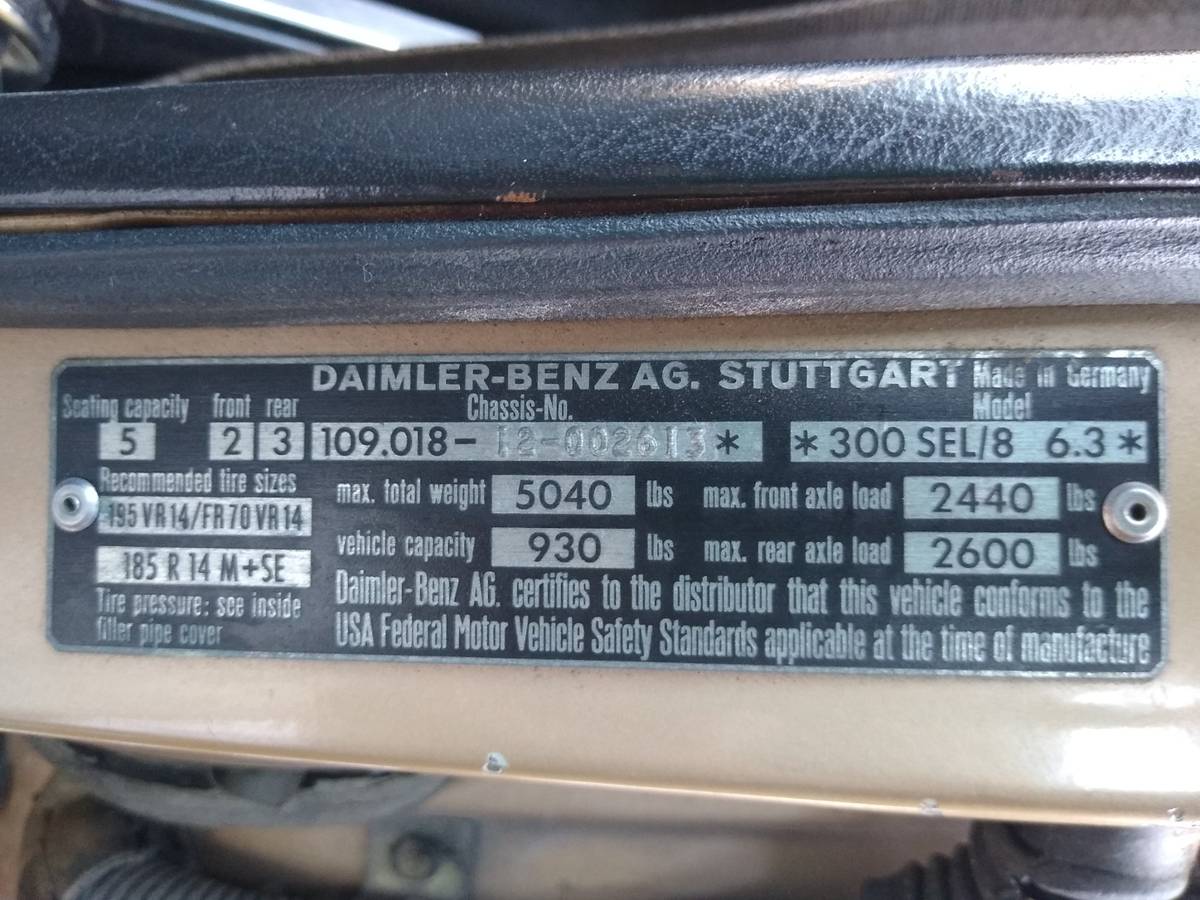 DAIMLER-BENZ AG. STUTTGART Made in Germany
Seating capacity front rear Chassis-No. Model
5 2 3 109.018-12-002613* *300 SEL/8 6.3*
Recommended tire sizes
195 VR 14/FR 70 VR 14
185 R 14 M+SE
Tire pressure: see inside
filler pipe cover
max. total weight 5040 lbs max. front axle load 2440 lbs
vehicle capacity 930 lbs max. rear axle load 2600 lbs
Daimler-Benz AG. certifies to the distributor that this vehicle conforms to the
USA Federal Motor Vehicle Safety Standards applicable at the time of manufacture